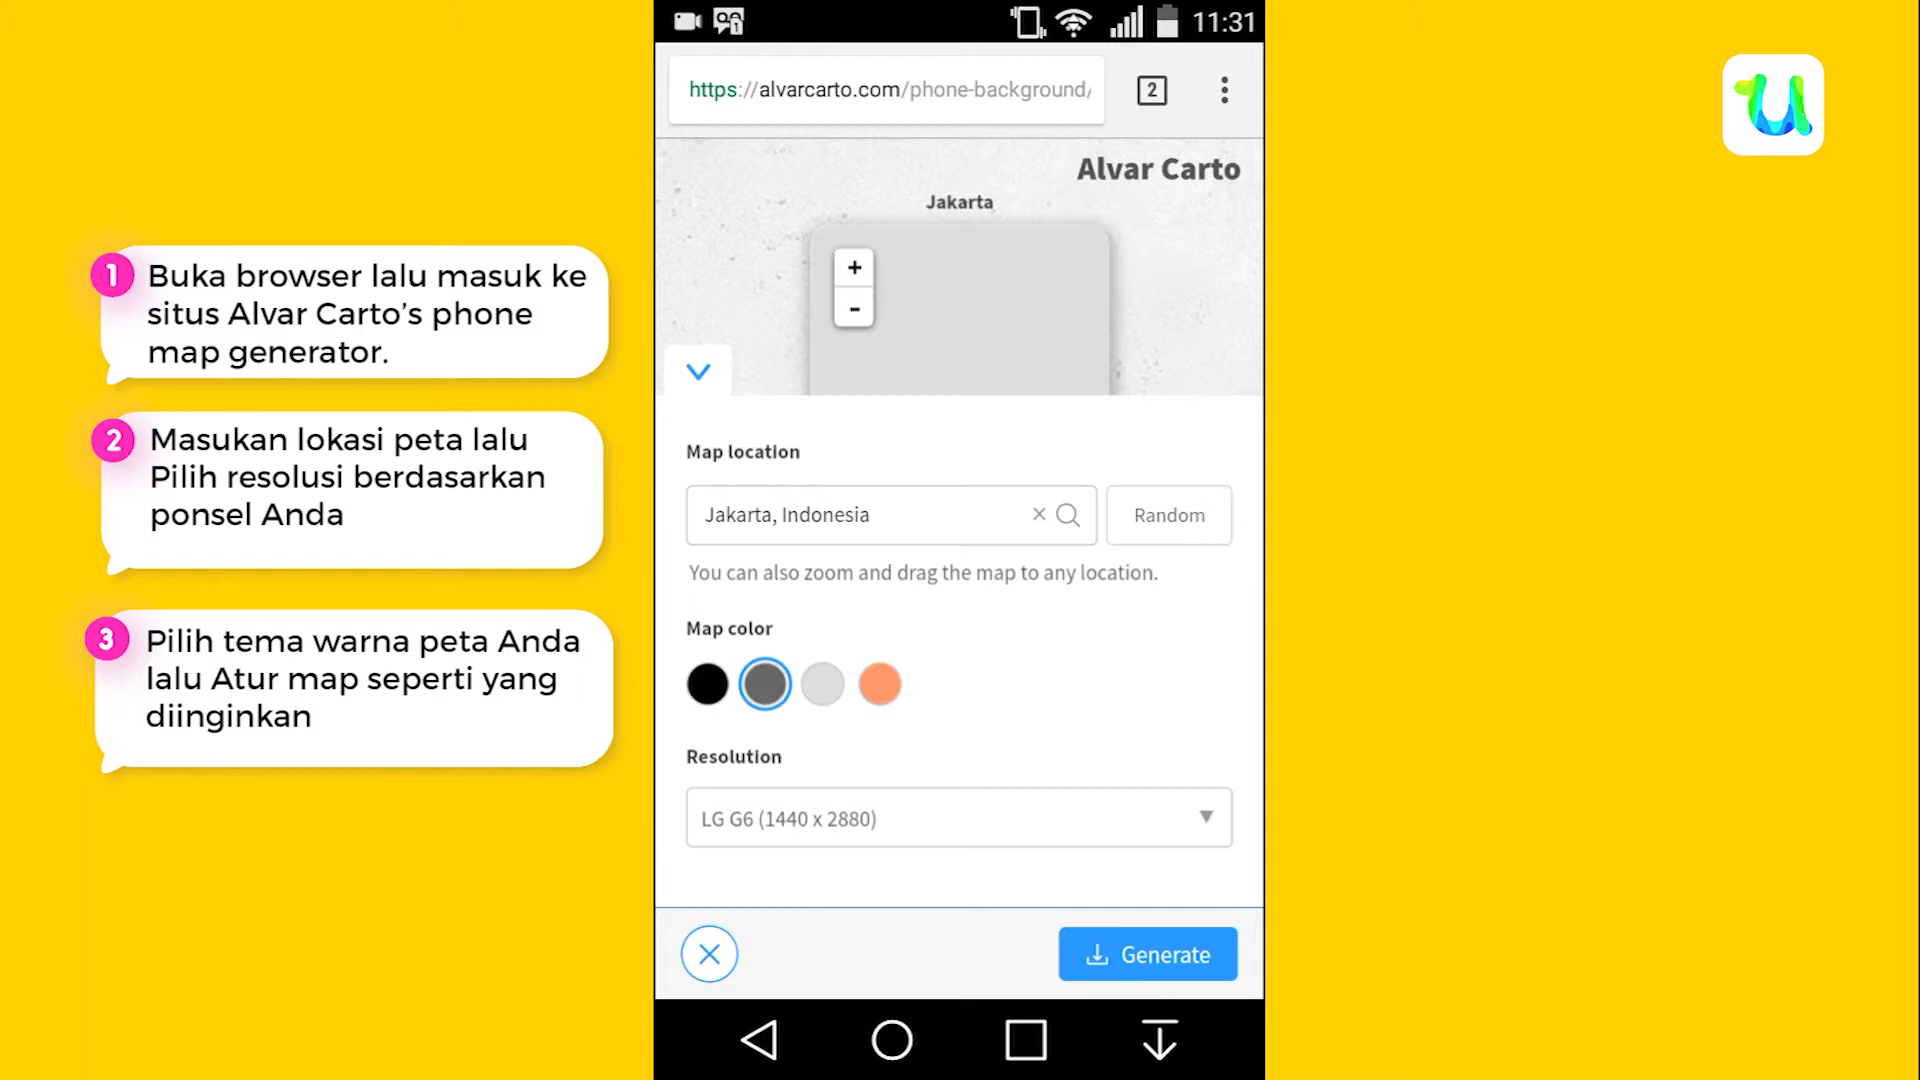 1
Buka browser lalu masuk ke
situs Alvar Carto's phone
map generator.
2
Masukan lokasi peta lalu
Pilih resolusi berdasarkan
ponsel Anda
3
Pilih tema warna peta Anda
lalu Atur map seperti yang
diinginkan
11:31
https://alvarcarto.com/phone-background/
2
Alvar Carto
Jakarta
+
-
Map location
Jakarta, Indonesia ×
Random
You can also zoom and drag the map to any location.
Map color
Resolution
LG G6 (1440 x 2880)
Generate
U